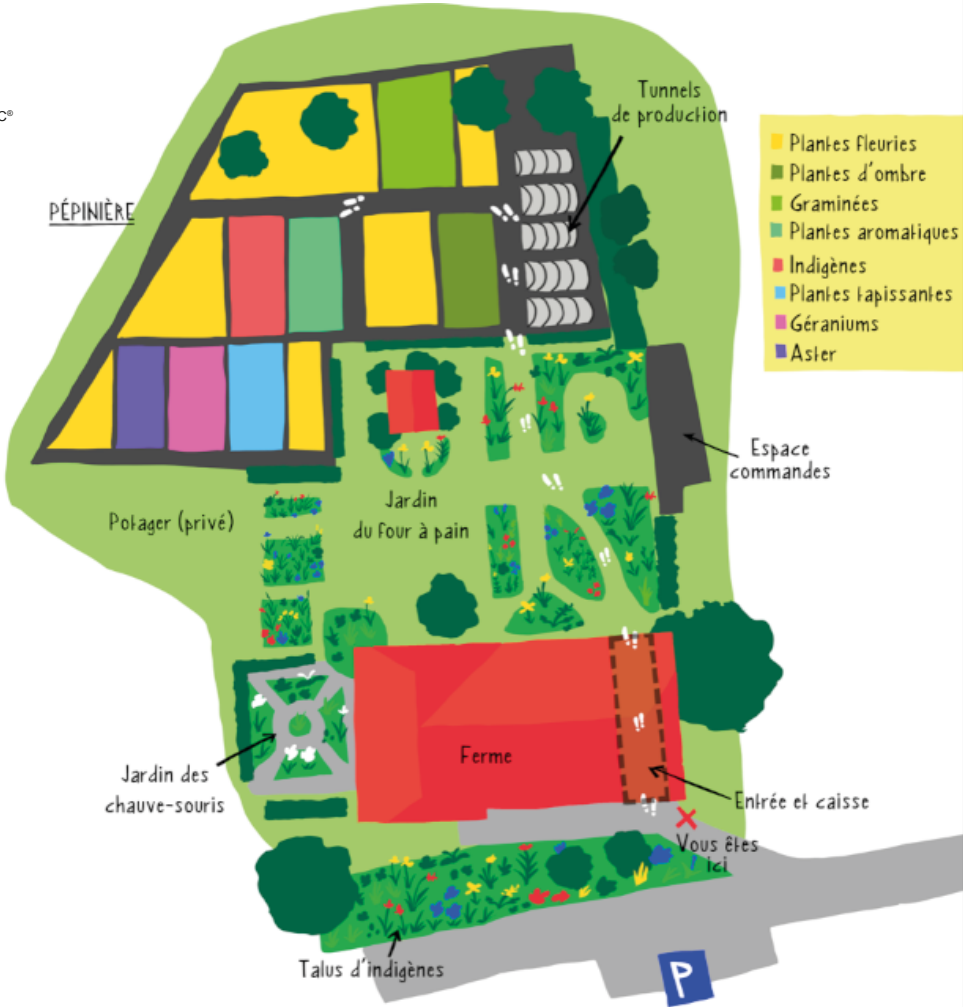 C®
Tunnels
de production
Plantes fleuries
Plantes d'ombre
Graminées
Plantes aromatiques
Indigènes
Plantes tapissantes
Géraniums
Aster
PÉPINIÈRE
Espace
commandes
Potager (privé)
Jardin
du four à pain
Ferme
Jardin des
chauve-souris
Entrée et caisse
Vous êtes
ici
Talus d'indigènes
P